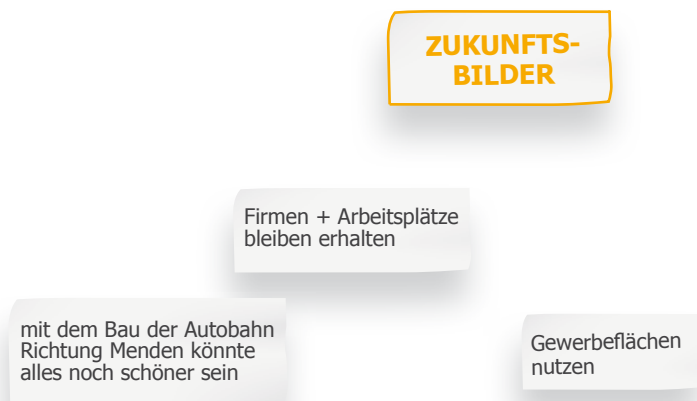 ZUKUNFTS-
BILDER
Firmen + Arbeitsplätze
bleiben erhalten
mit dem Bau der Autobahn
Richtung Menden könnte
alles noch schöner sein
Gewerbeflächen
nutzen